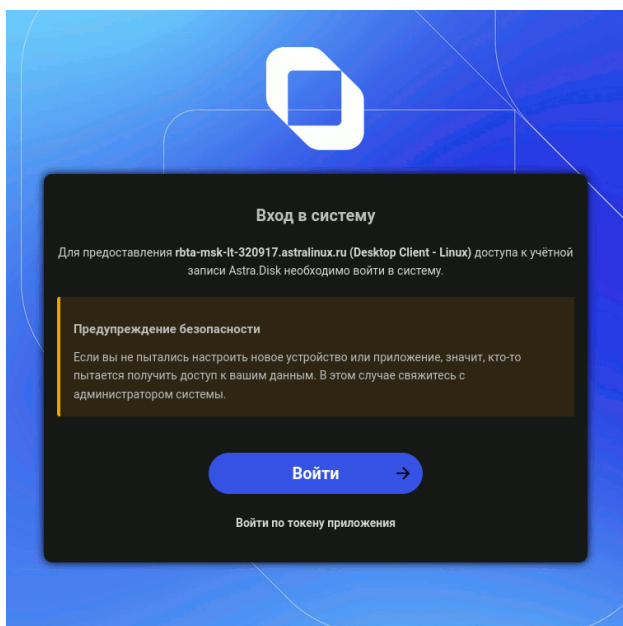 Вход в систему
Для предоставления rbta-msk-lt-320917.astralinux.ru (Desktop Client - Linux) доступа к учётной
записи Astra.Disk необходимо войти в систему.
Предупреждение безопасности
Если вы не пытались настроить новое устройство или приложение, значит, кто-то
пытается получить доступ к вашим данным. В этом случае свяжитесь с
администратором системы.
Войти
Войти по токену приложения